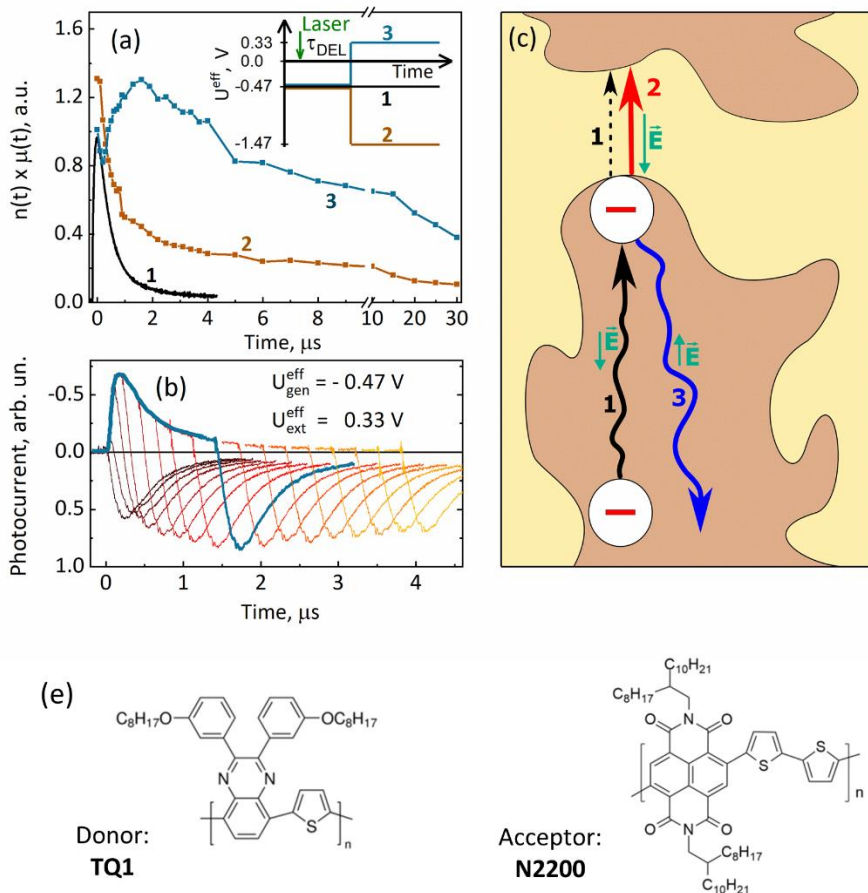 (a)
Laser
τDEL
Ueff, V
0.33
0.0
-0.47
-1.47
Time
3
1
2
n(t) x μ(t), a.u.
1.6
1.2
0.8
0.4
0.0
3
2
1
0 2 4 6 8 10 20 30
Time, μs
(b)
Ueffgen = - 0.47 V
Ueffext = 0.33 V
Photocurrent, arb. un.
-0.5
0.0
0.5
1.0
0 1 2 3 4
Time, μs
(c)
2
1
E
E
E
1
3
(e)
C8H17O
OC8H17
N
N
S
n
Donor:
TQ1
C10H21
C8H17
O N O
S
S
n
O N O
C8H17
C10H21
Acceptor:
N2200